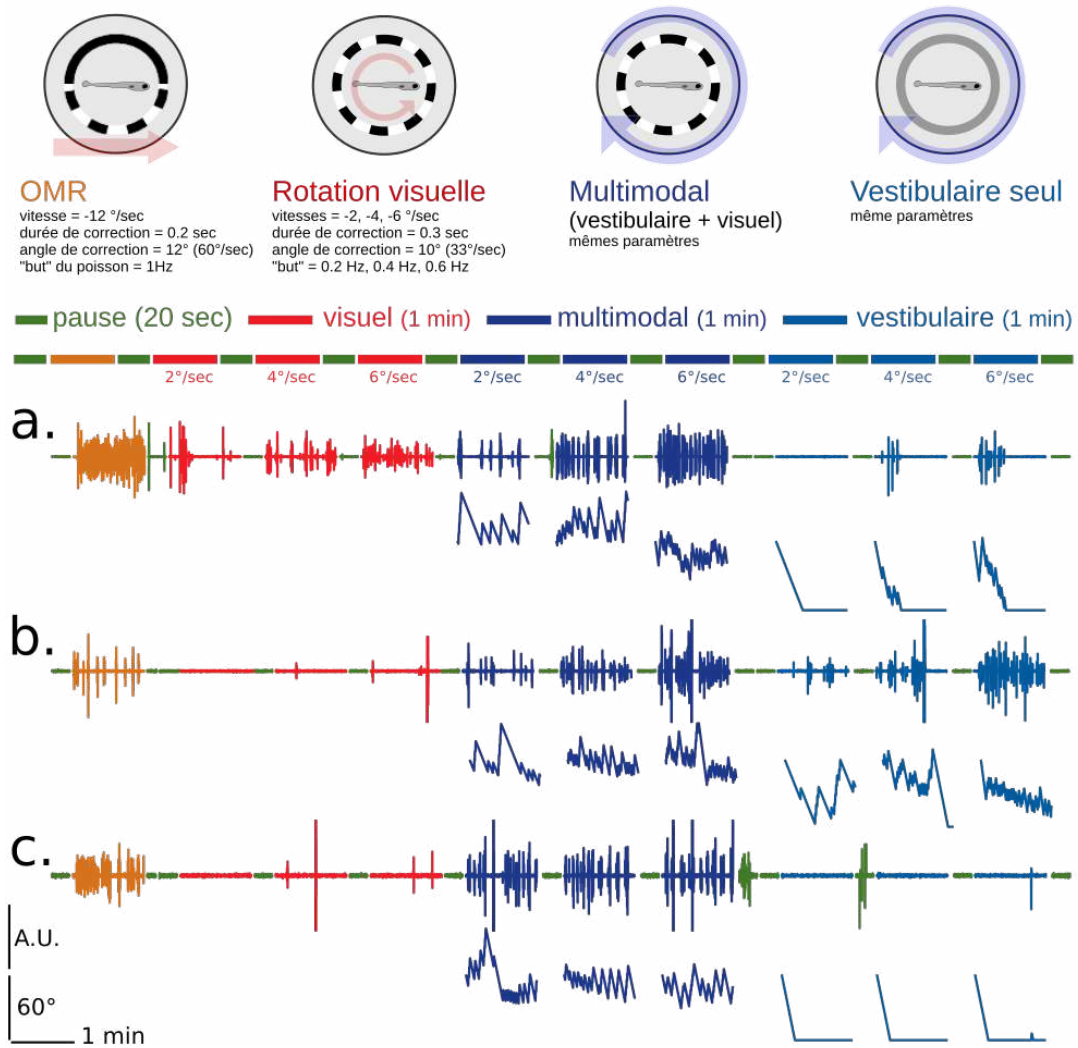 OMR
vitesse = -12 °/sec
durée de correction = 0.2 sec
angle de correction = 12° (60°/sec)
"but" du poisson = 1Hz
Rotation visuelle
vitesses = -2, -4, -6 °/sec
durée de correction = 0.3 sec
angle de correction = 10° (33°/sec)
"but" = 0.2 Hz, 0.4 Hz, 0.6 Hz
Multimodal
(vestibulaire + visuel)
mêmes paramètres
Vestibulaire seul
même paramètres
pause (20 sec) visuel (1 min) multimodal (1 min) vestibulaire (1 min)
2°/sec 4°/sec 6°/sec 2°/sec 4°/sec 6°/sec 2°/sec 4°/sec 6°/sec
a.
b.
c.
A.U.
60°
1 min